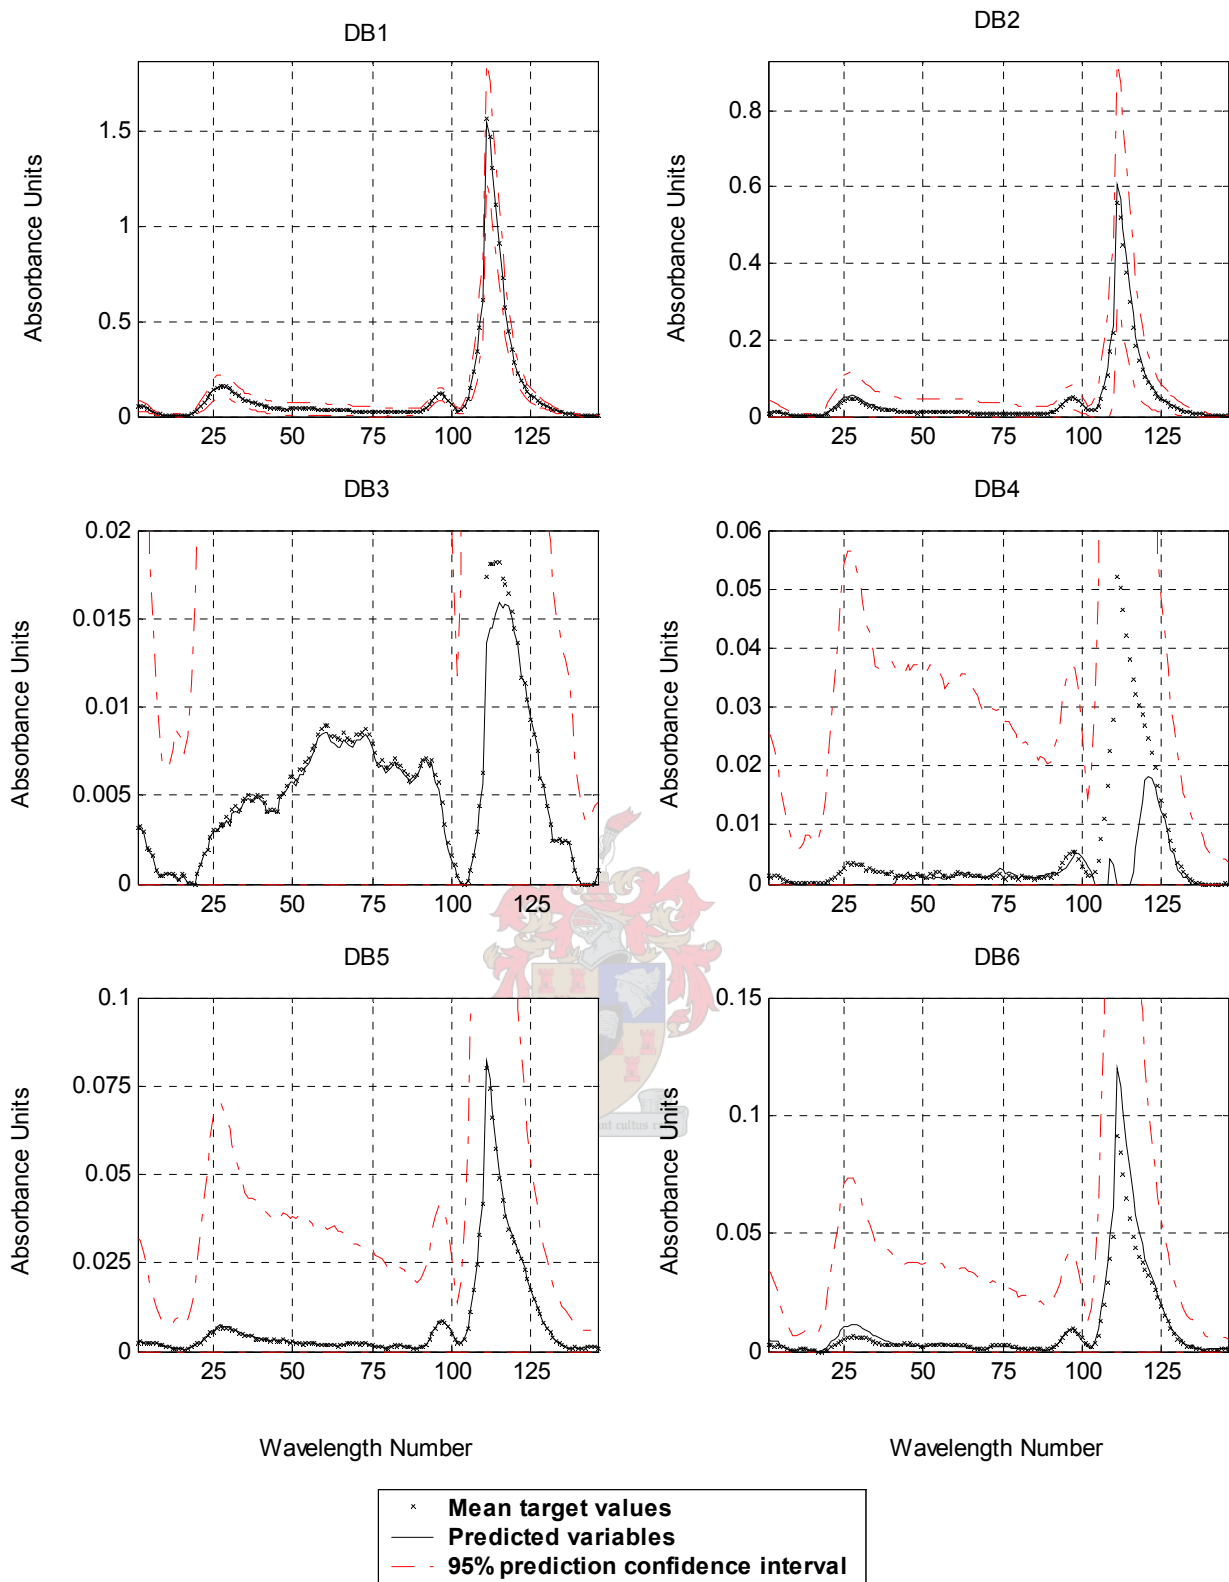 DB1
DB2
Absorbance Units
1.5
1
0.5
0
25 50 75 100 125
Absorbance Units
0.8
0.6
0.4
0.2
0
25 50 75 100 125
DB3
DB4
Absorbance Units
0.02
0.015
0.01
0.005
0
25 50 75 100 125
Absorbance Units
0.06
0.05
0.04
0.03
0.02
0.01
0
25 50 75 100 125
DB5
DB6
Absorbance Units
0.1
0.075
0.05
0.025
0
25 50 75 100 125
Absorbance Units
0.15
0.1
0.05
0
25 50 75 100 125
cultus
Wavelength Number
Wavelength Number
Mean target values
Predicted variables
95% prediction confidence interval